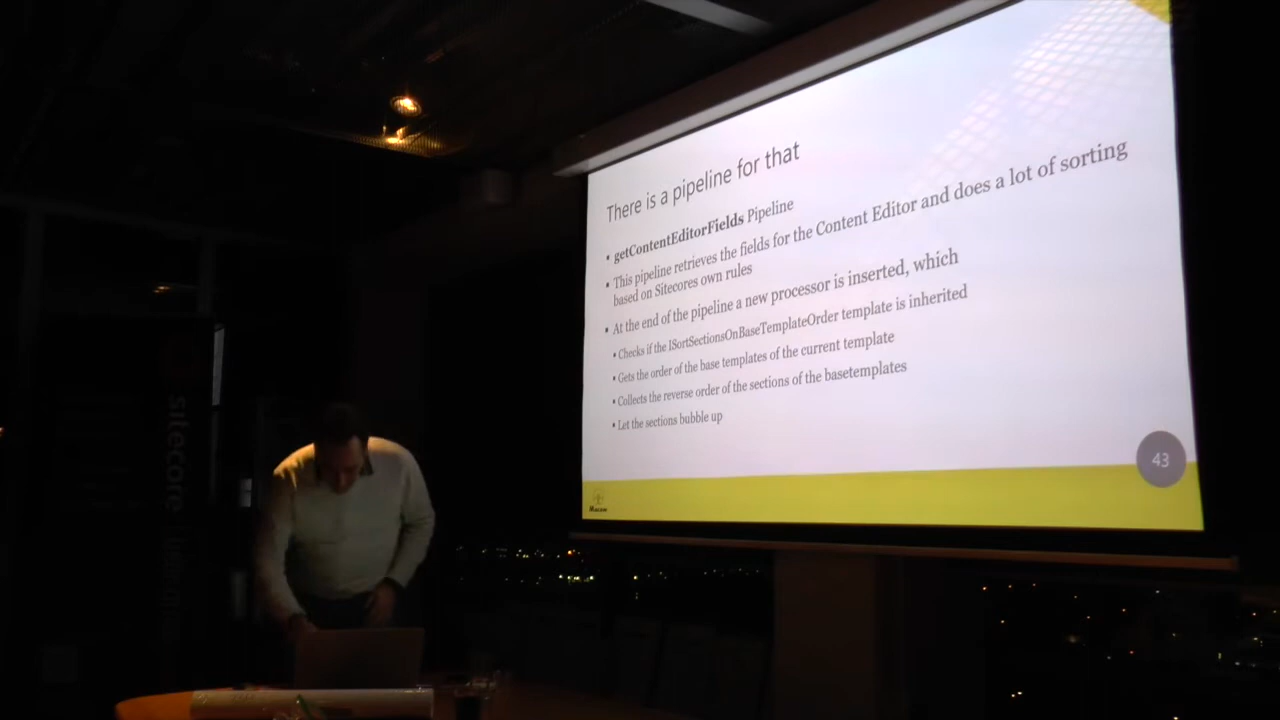 There is a pipeline for that
• getContentEditorFields Pipeline
• This pipeline retrieves the fields for the Content Editor and does a lot of sorting
based on Sitecores own rules
• At the end of the pipeline a new processor is inserted, which
• Checks if the ISortSectionsOnBaseTemplateOrder template is inherited
• Gets the order of the base templates of the current template
• Collects the reverse order of the sections of the basetemplates
• Let the sections bubble up
43
Macaw
sitecore